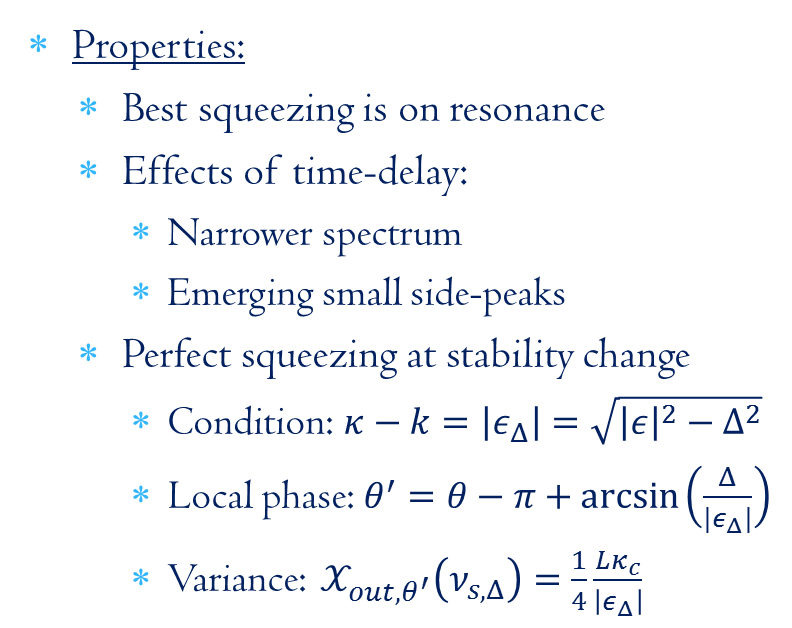 * Properties:
* Best squeezing is on resonance
* Effects of time-delay:
* Narrower spectrum
* Emerging small side-peaks
* Perfect squeezing at stability change
* Condition: κ − k = |ϵ_Δ| = √(|ϵ|² − Δ²)
* Local phase: θ′ = θ − π + arcsin(Δ/|ϵ_Δ|)
* Variance: 𝒳_{out,θ′}(ν_{s,Δ}) = (1/4) (Lκ_c/|ϵ_Δ|)